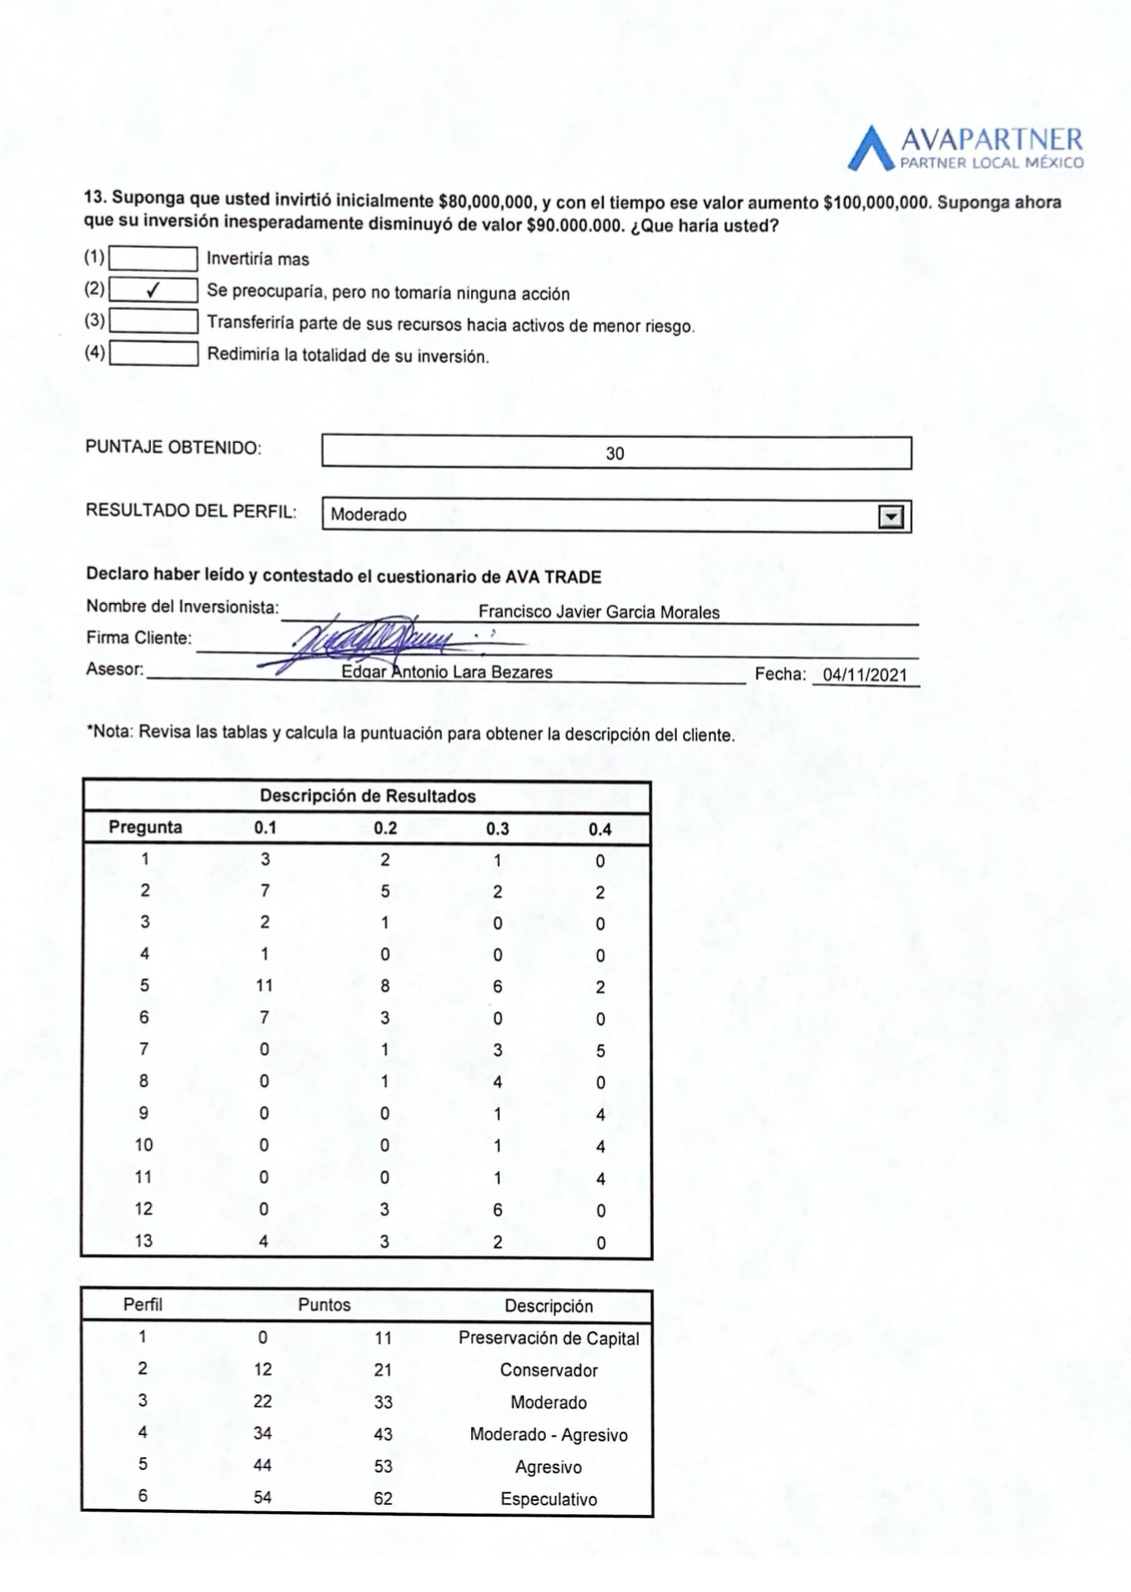 AVAPARTNER
PARTNER LOCAL MÉXICO
13. Suponga que usted invirtió inicialmente $80,000,000, y con el tiempo ese valor aumento $100,000,000. Suponga ahora
que su inversión inesperadamente disminuyó de valor $90.000.000. ¿Que haría usted?
(1) Invertiría mas
(2) ✓ Se preocuparía, pero no tomaría ninguna acción
(3) Transferiría parte de sus recursos hacia activos de menor riesgo.
(4) Redimiría la totalidad de su inversión.
PUNTAJE OBTENIDO: 30
RESULTADO DEL PERFIL: Moderado
Declaro haber leído y contestado el cuestionario de AVA TRADE
Nombre del Inversionista: Francisco Javier Garcia Morales
Firma Cliente:
Asesor: Edgar Antonio Lara Bezares Fecha: 04/11/2021
*Nota: Revisa las tablas y calcula la puntuación para obtener la descripción del cliente.
Descripción de Resultados
Pregunta 0.1 0.2 0.3 0.4
1 3 2 1 0
2 7 5 2 2
3 2 1 0 0
4 1 0 0 0
5 11 8 6 2
6 7 3 0 0
7 0 1 3 5
8 0 1 4 0
9 0 0 1 4
10 0 0 1 4
11 0 0 1 4
12 0 3 6 0
13 4 3 2 0
Perfil Puntos Descripción
1 0 11 Preservación de Capital
2 12 21 Conservador
3 22 33 Moderado
4 34 43 Moderado - Agresivo
5 44 53 Agresivo
6 54 62 Especulativo